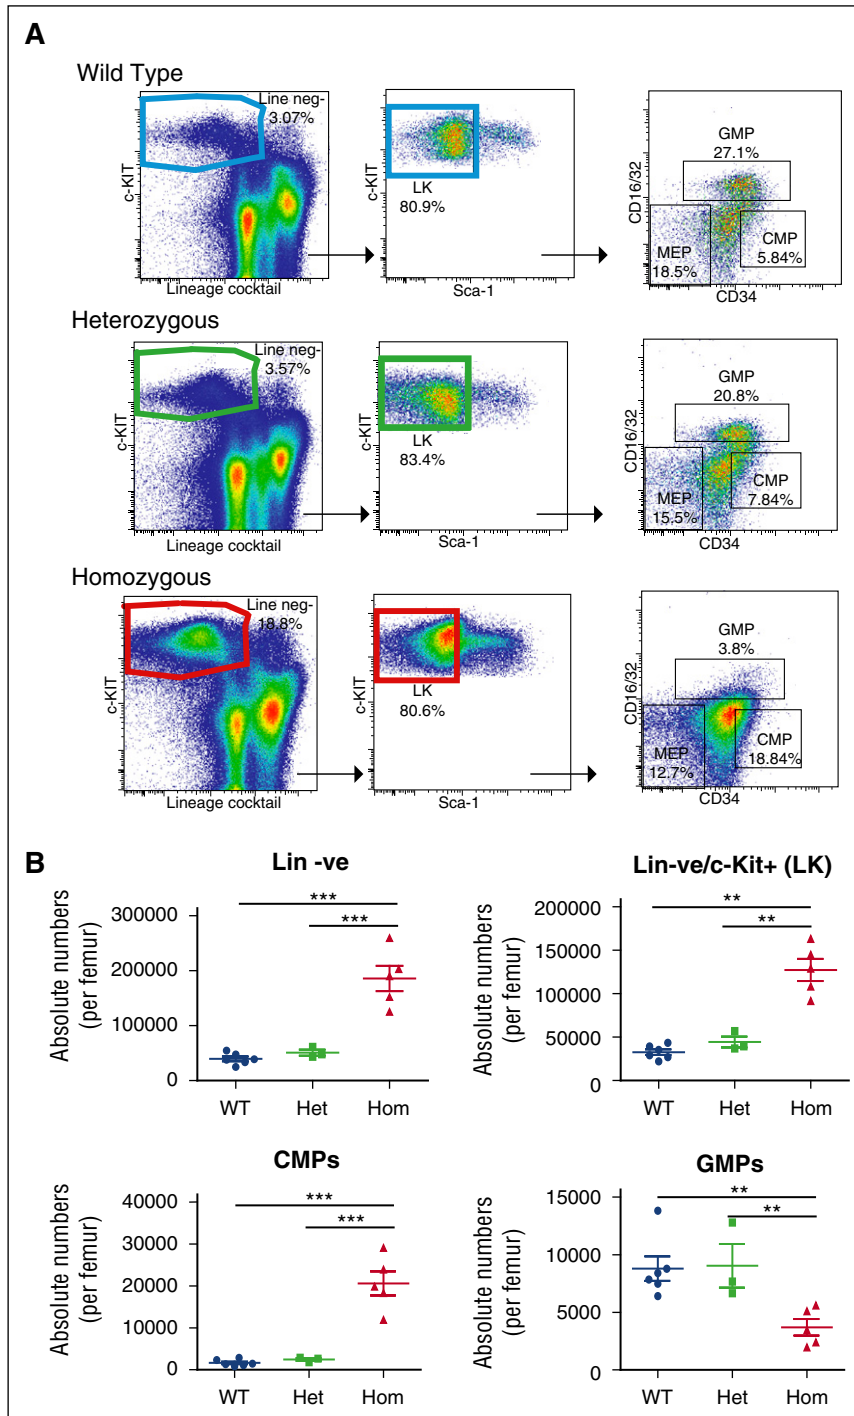 A
Wild Type
Line neg-
3.07%
c-KIT
Lineage cocktail
LK
80.9%
c-KIT
Sca-1
GMP
27.1%
MEP
18.5%
CMP
5.84%
CD16/32
CD34
Heterozygous
Line neg-
3.57%
c-KIT
Lineage cocktail
LK
83.4%
c-KIT
Sca-1
GMP
20.8%
MEP
15.5%
CMP
7.84%
CD16/32
CD34
Homozygous
Line neg-
18.8%
c-KIT
Lineage cocktail
LK
80.6%
c-KIT
Sca-1
GMP
3.8%
MEP
12.7%
CMP
18.84%
CD16/32
CD34
B
Lin -ve
Absolute numbers
(per femur)
300000
200000
100000
0
***
***
WT Het Hom
Lin-ve/c-Kit+ (LK)
Absolute numbers
(per femur)
200000
150000
100000
50000
0
**
**
WT Het Hom
CMPs
Absolute numbers
(per femur)
40000
30000
20000
10000
0
***
***
WT Het Hom
GMPs
Absolute numbers
(per femur)
15000
10000
5000
0
**
**
WT Het Hom